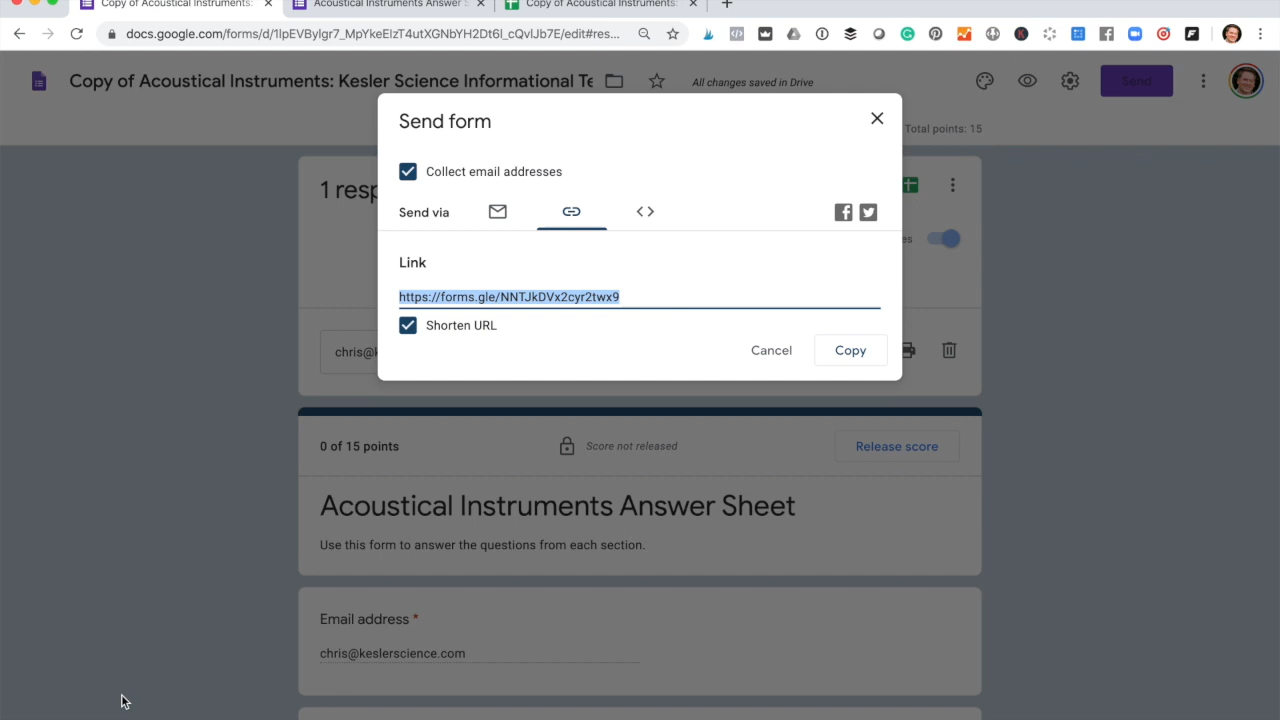 Copy of Acoustical Instruments:
Acoustical Instruments Answer S
Copy of Acoustical Instruments:
docs.google.com/forms/d/1IpEVByIgr7_MpYkeEIzT4utXGNbYH2Dt6l_cQvlJb7E/edit#res...
Copy of Acoustical Instruments: Kesler Science Informational Te
All changes saved in Drive
Send
Total points: 15
Send form
Collect email addresses
1 resp
Send via
es
Link
https://forms.gle/NNTJkDVx2cyr2twx9
Shorten URL
Cancel
Copy
chris@k
0 of 15 points
Score not released
Release score
Acoustical Instruments Answer Sheet
Use this form to answer the questions from each section.
Email address *
chris@keslerscience.com